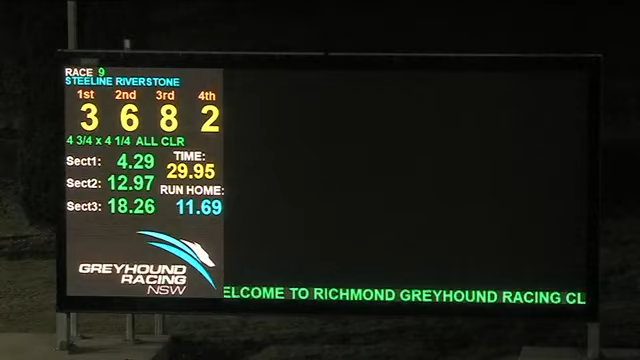 RACE 9
STEELINE RIVERSTONE
1st 2nd 3rd 4th
3 6 8 2
4 3/4 x 4 1/4 ALL CLR
Sect1: 4.29
TIME:
29.95
Sect2: 12.97
RUN HOME:
Sect3: 18.26
11.69
GREYHOUND
RACING
NSW
ELCOME TO RICHMOND GREYHOUND RACING CL